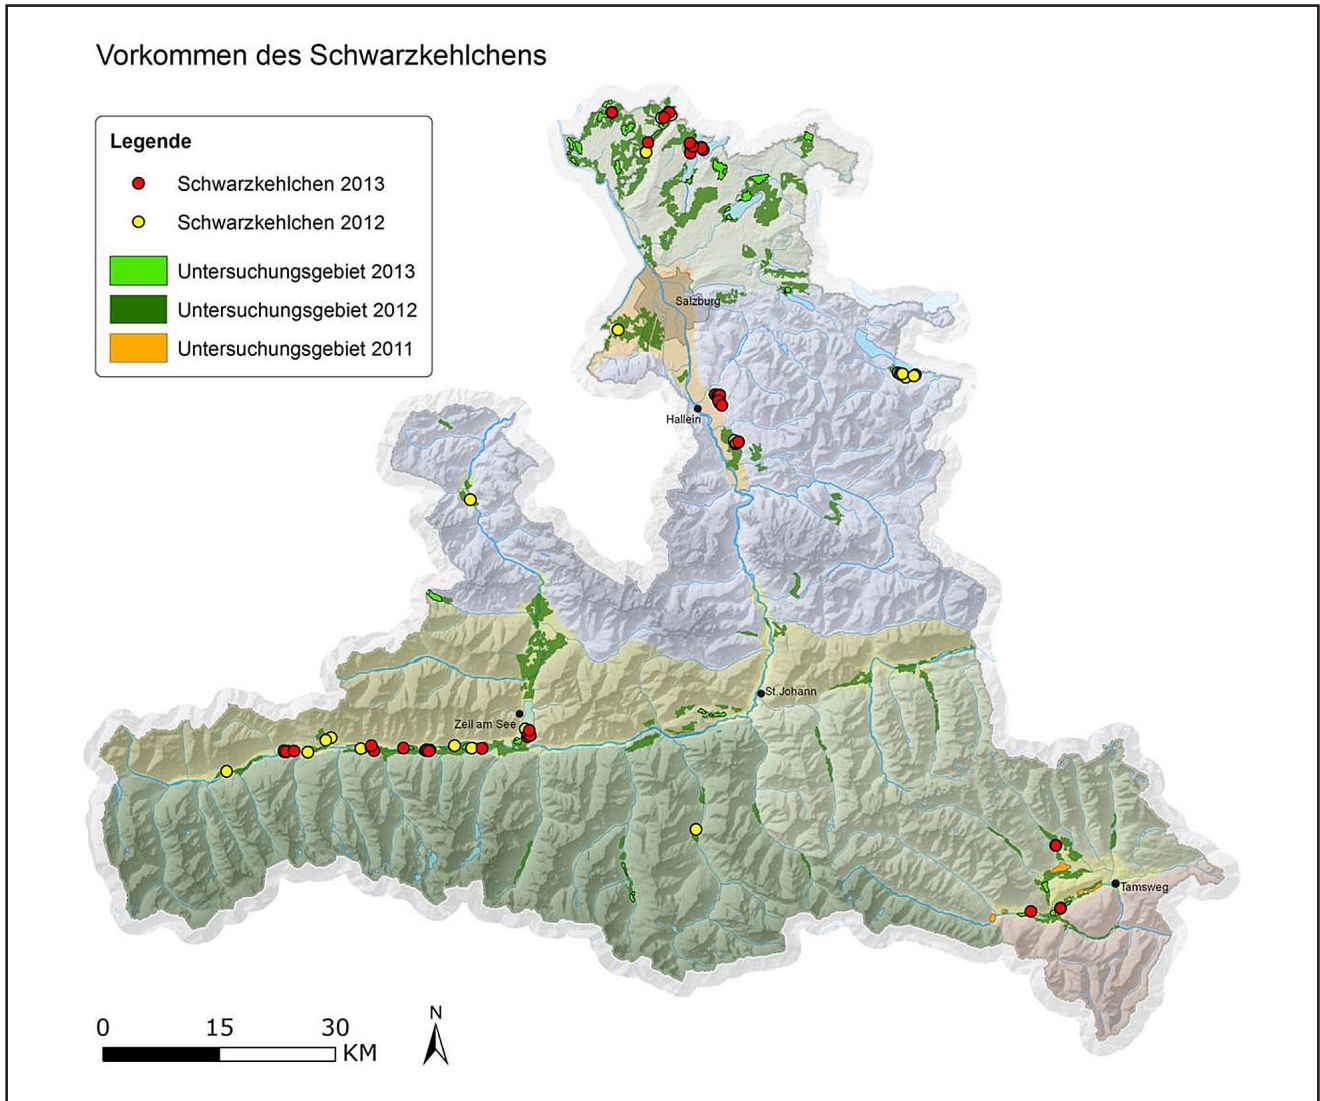 Vorkommen des Schwarzkehlchens
Legende
Schwarzkehlchen 2013
Schwarzkehlchen 2012
Untersuchungsgebiet 2013
Untersuchungsgebiet 2012
Untersuchungsgebiet 2011
Salzburg
Hallein
St.Johann
Zell am See
Tamsweg
0 15 30
KM
N